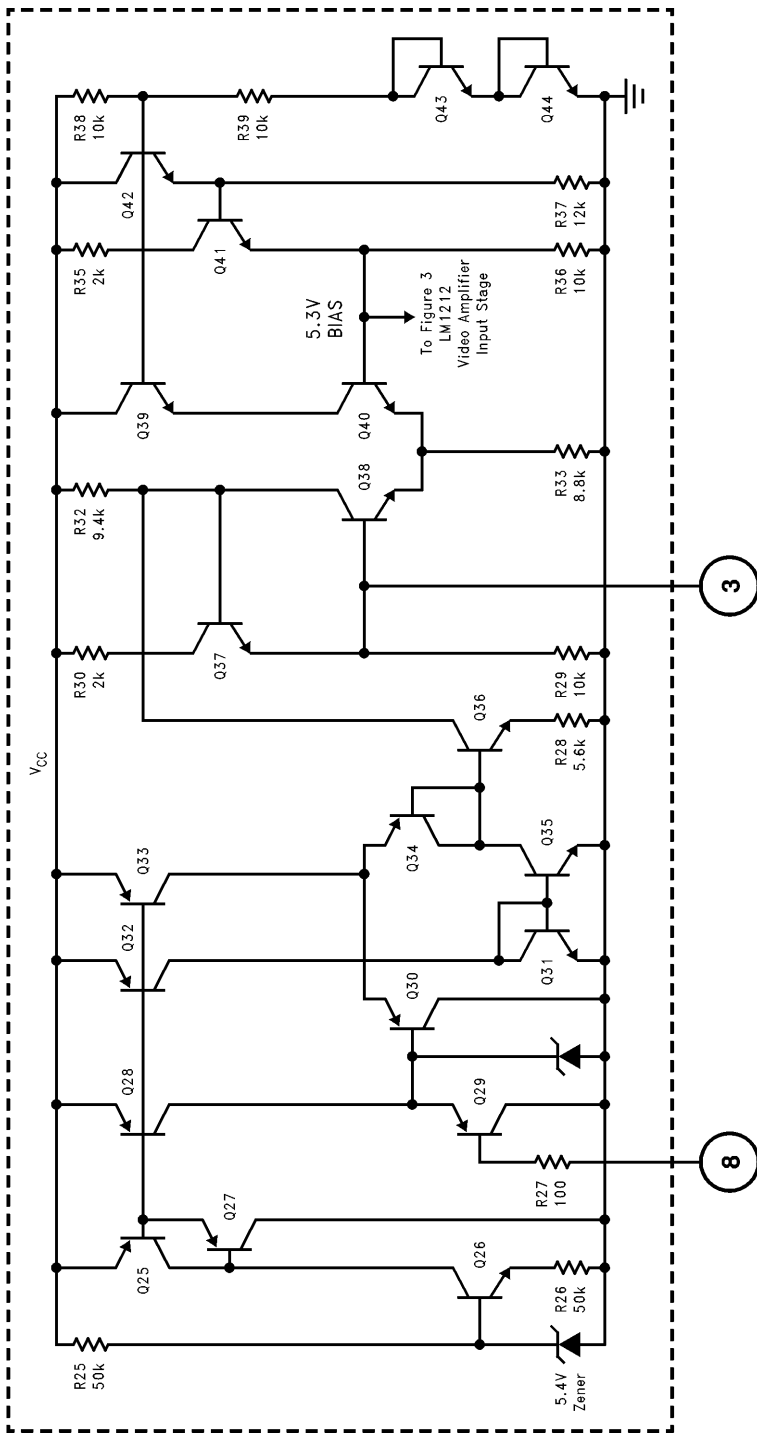 VCC
R25
50k
5.4V
Zener
Q25
Q27
Q26
R26
50k
Q28
Q29
R27
100
8
Q30
Q32
Q33
Q31
Q34
Q35
Q36
R28
5.6k
R30
2k
Q37
R29
10k
3
R32
9.4k
Q38
R33
8.8k
Q39
Q40
5.3V
BIAS
To Figure 3
LM1212
Video Amplifier
Input Stage
R35
2k
Q41
R36
10k
Q42
R37
12k
R38
10k
R39
10k
Q43
Q44